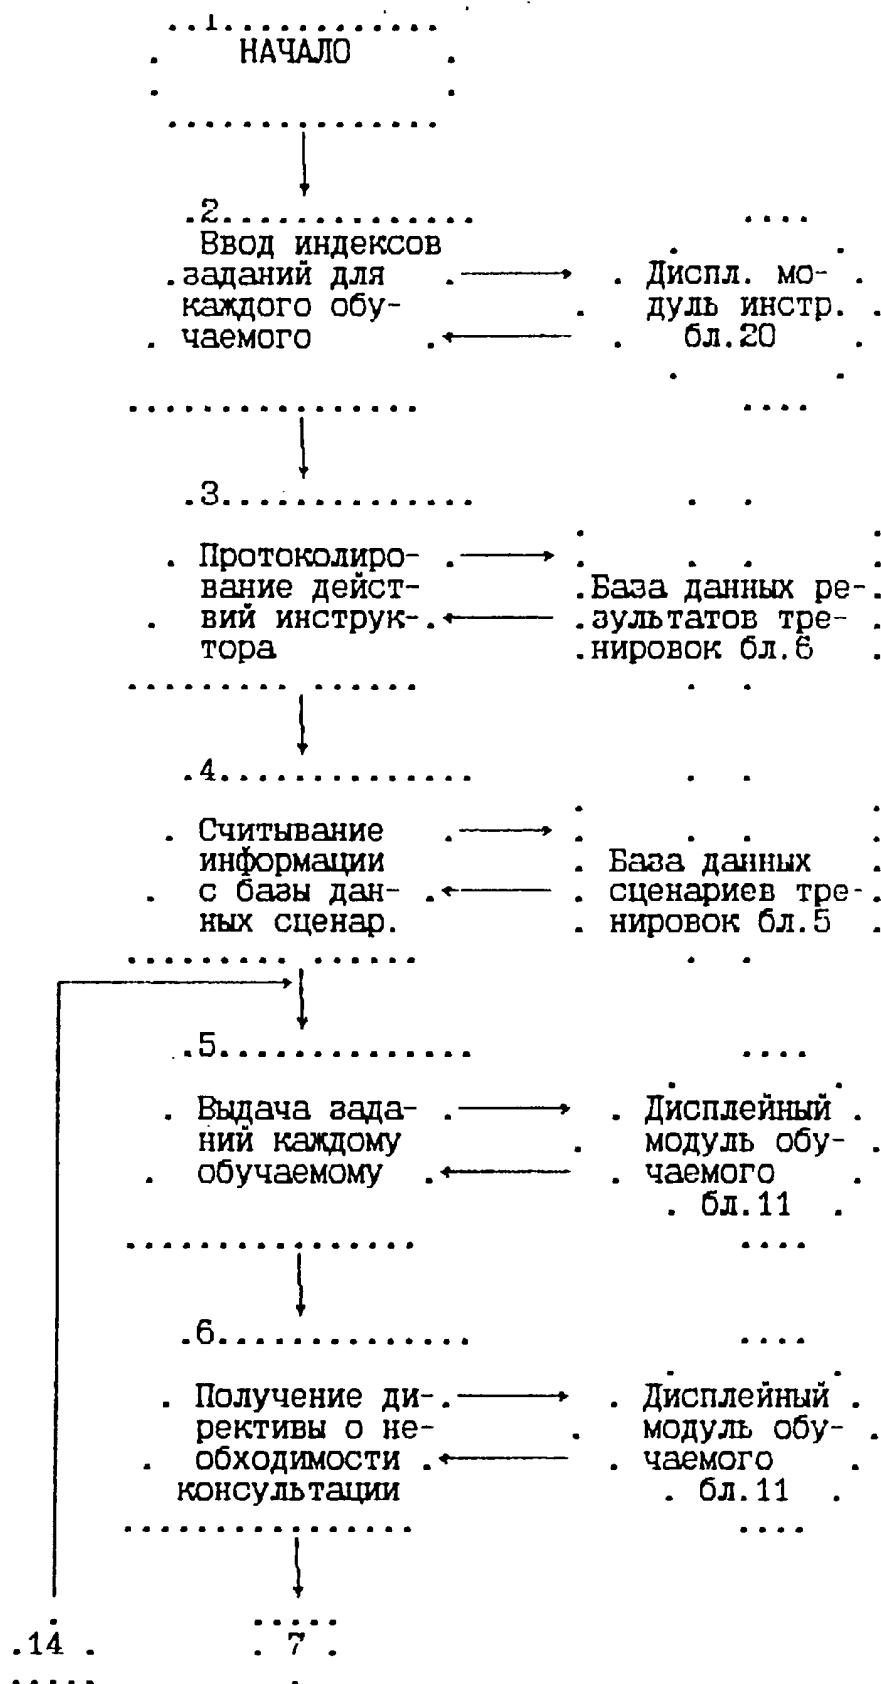 1
НАЧАЛО
2
Ввод индексов
заданий для
каждого обу-
чаемого
Диспл. мо-
дуль инстр.
бл.20
3
Протоколиро-
вание дейст-
вий инструк-
тора
База данных ре-
зультатов тре-
нировок бл.6
4
Считывание
информации
с базы дан-
ных сценар.
База данных
сценариев тре-
нировок бл.5
5
Выдача зада-
ний каждому
обучаемому
Дисплейный
модуль обу-
чаемого
бл.11
6
Получение ди-
рективы о не-
обходимости
консультации
Дисплейный
модуль обу-
чаемого
бл.11
14
7